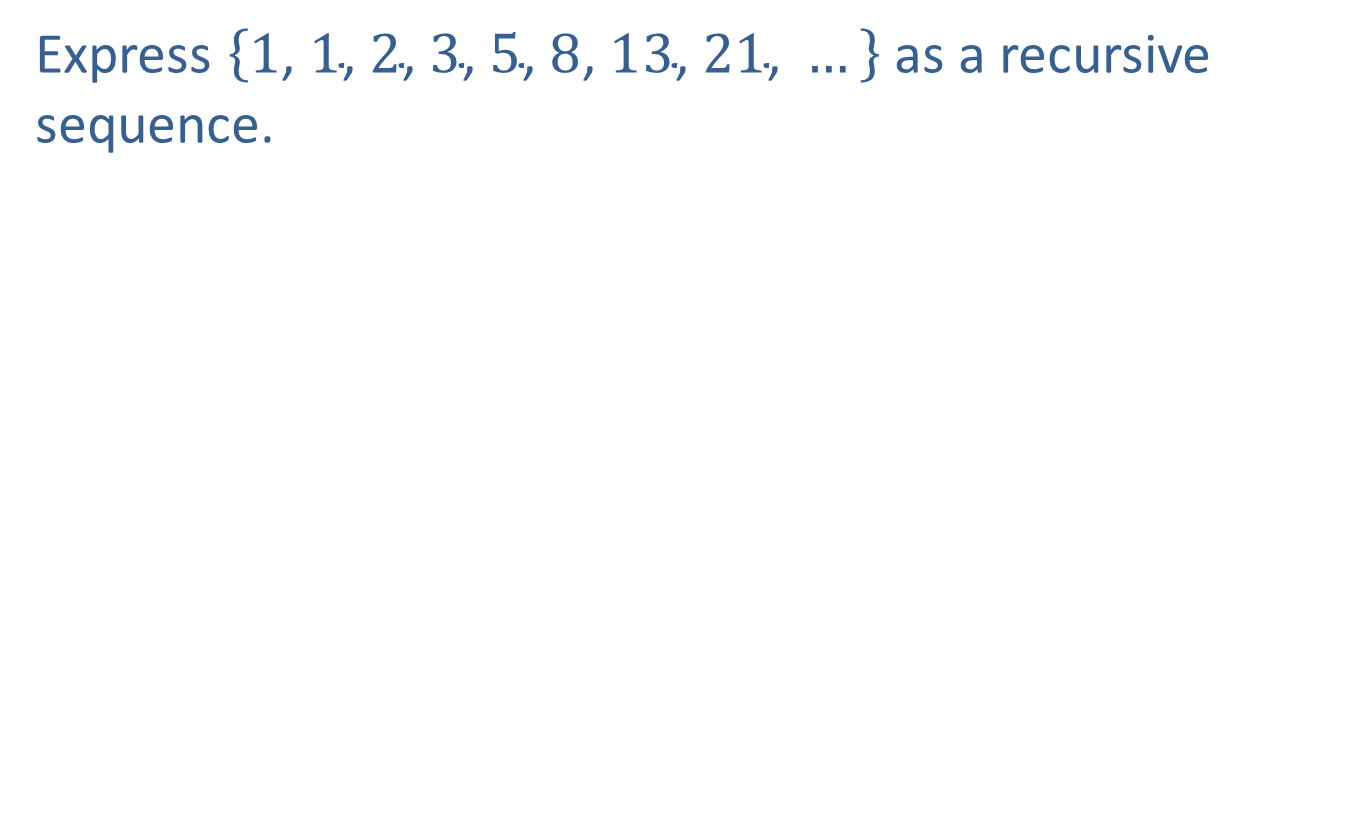 Express {1, 1, 2, 3, 5, 8, 13, 21, … } as a recursive
sequence.